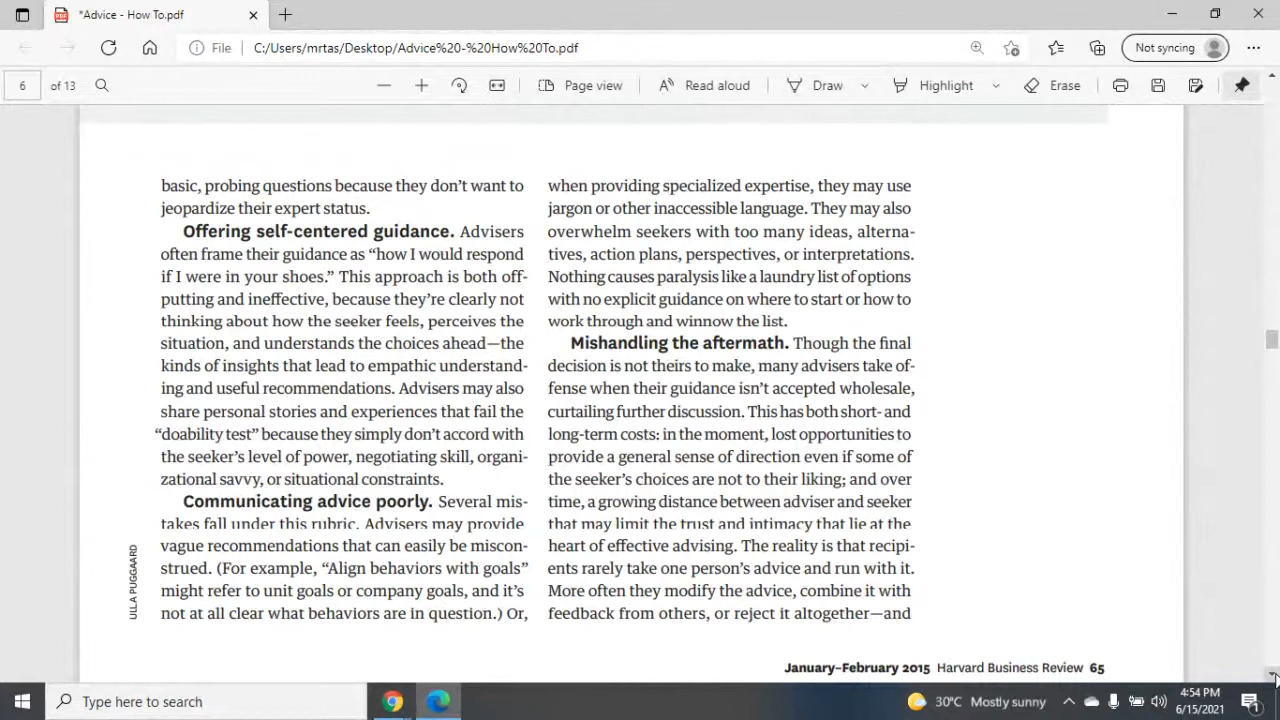 *Advice - How To.pdf
File
C:/Users/mrtas/Desktop/Advice%20-%20How%20To.pdf
Not syncing
6 of 13
Page view
Read aloud
Draw
Highlight
Erase
basic, probing questions because they don’t want to
jeopardize their expert status.
Offering self-centered guidance. Advisers
often frame their guidance as “how I would respond
if I were in your shoes.” This approach is both off-
putting and ineffective, because they’re clearly not
thinking about how the seeker feels, perceives the
situation, and understands the choices ahead—the
kinds of insights that lead to empathic understand-
ing and useful recommendations. Advisers may also
share personal stories and experiences that fail the
“doability test” because they simply don’t accord with
the seeker’s level of power, negotiating skill, organi-
zational savvy, or situational constraints.
Communicating advice poorly. Several mis-
takes fall under this rubric. Advisers may provide
vague recommendations that can easily be miscon-
strued. (For example, “Align behaviors with goals”
might refer to unit goals or company goals, and it’s
not at all clear what behaviors are in question.) Or,
when providing specialized expertise, they may use
jargon or other inaccessible language. They may also
overwhelm seekers with too many ideas, alterna-
tives, action plans, perspectives, or interpretations.
Nothing causes paralysis like a laundry list of options
with no explicit guidance on where to start or how to
work through and winnow the list.
Mishandling the aftermath. Though the final
decision is not theirs to make, many advisers take of-
fense when their guidance isn’t accepted wholesale,
curtailing further discussion. This has both short- and
long-term costs: in the moment, lost opportunities to
provide a general sense of direction even if some of
the seeker’s choices are not to their liking; and over
time, a growing distance between adviser and seeker
that may limit the trust and intimacy that lie at the
heart of effective advising. The reality is that recipi-
ents rarely take one person’s advice and run with it.
More often they modify the advice, combine it with
feedback from others, or reject it altogether—and
ULLA PUGGAARD
January–February 2015 Harvard Business Review 65
Type here to search
30°C Mostly sunny
4:54 PM
6/15/2021
1